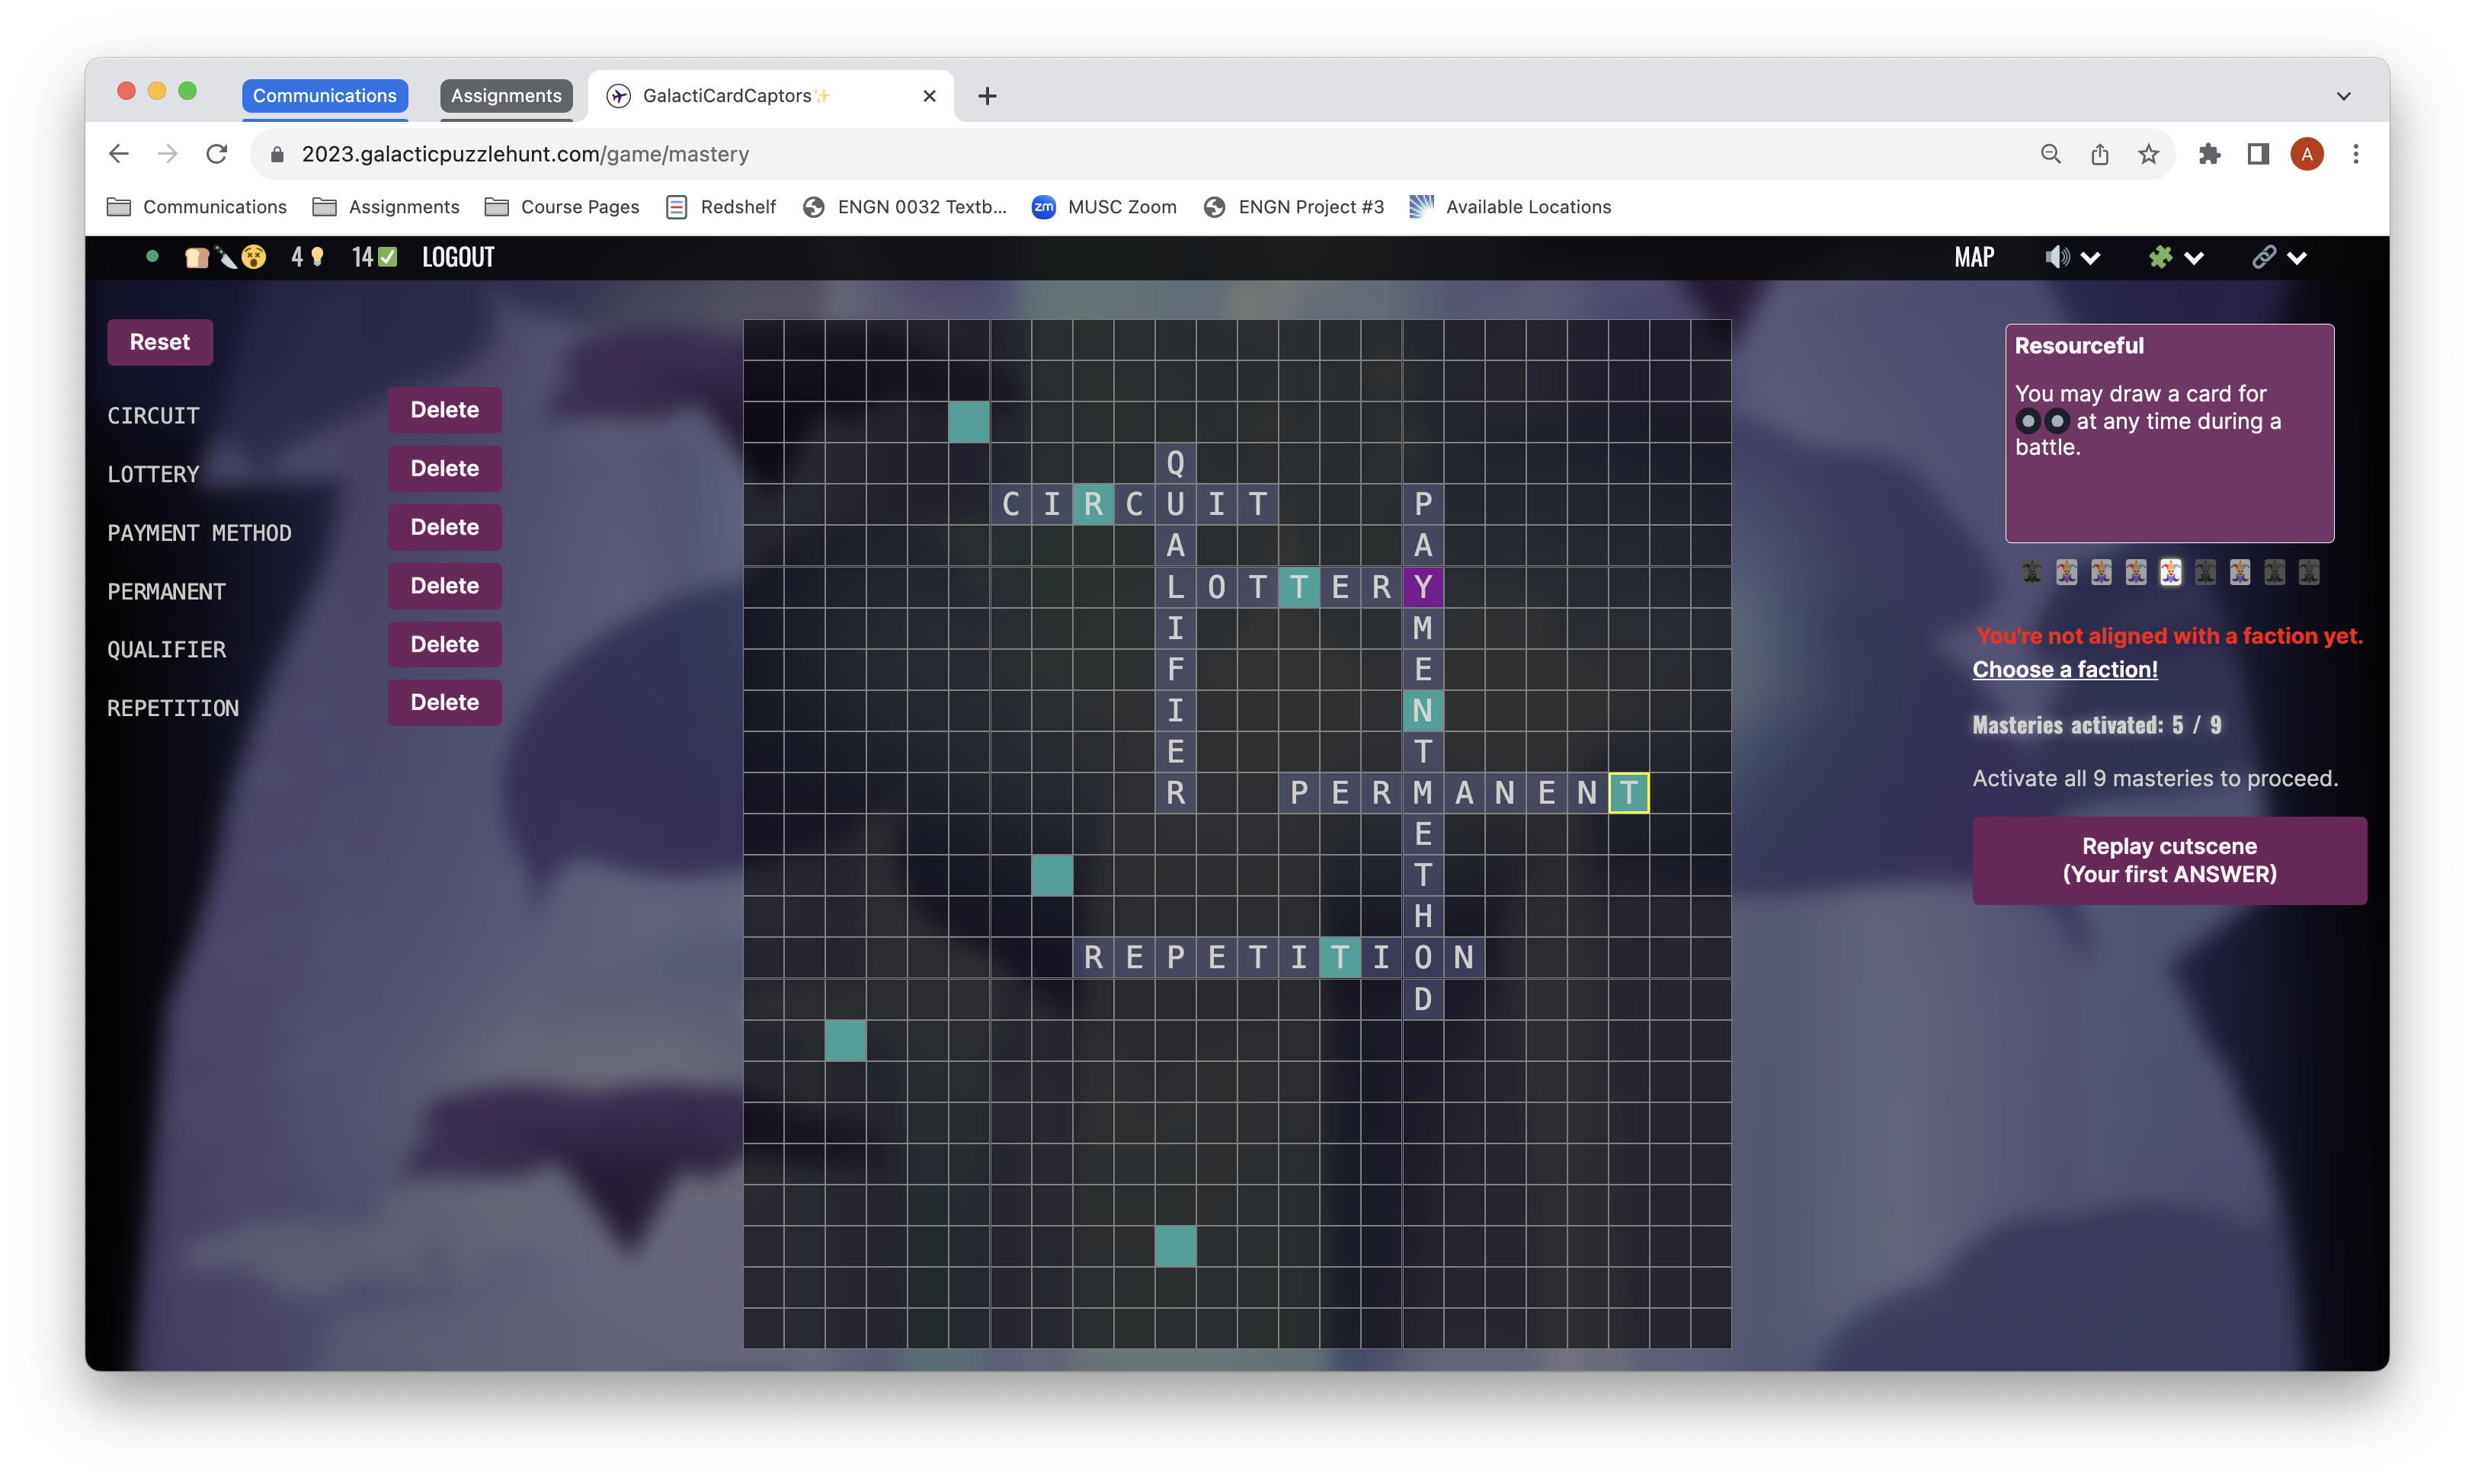 Communications
Assignments
GalactiCardCaptors✨
2023.galacticpuzzlehunt.com/game/mastery
A
Communications
Assignments
Course Pages
Redshelf
ENGN 0032 Textb...
zm
MUSC Zoom
ENGN Project #3
Available Locations
4
14
LOGOUT
MAP
Reset
CIRCUIT
Delete
LOTTERY
Delete
PAYMENT METHOD
Delete
PERMANENT
Delete
QUALIFIER
Delete
REPETITION
Delete
Q
C I R C U I T P
A A
L O T T E R Y
I M
F E
I N
E T
R P E R M A N E N T
E
T
H
R E P E T I T I O N
D
Resourceful
You may draw a card for
at any time during a
battle.
You're not aligned with a faction yet.
Choose a faction!
Masteries activated: 5 / 9
Activate all 9 masteries to proceed.
Replay cutscene
(Your first ANSWER)